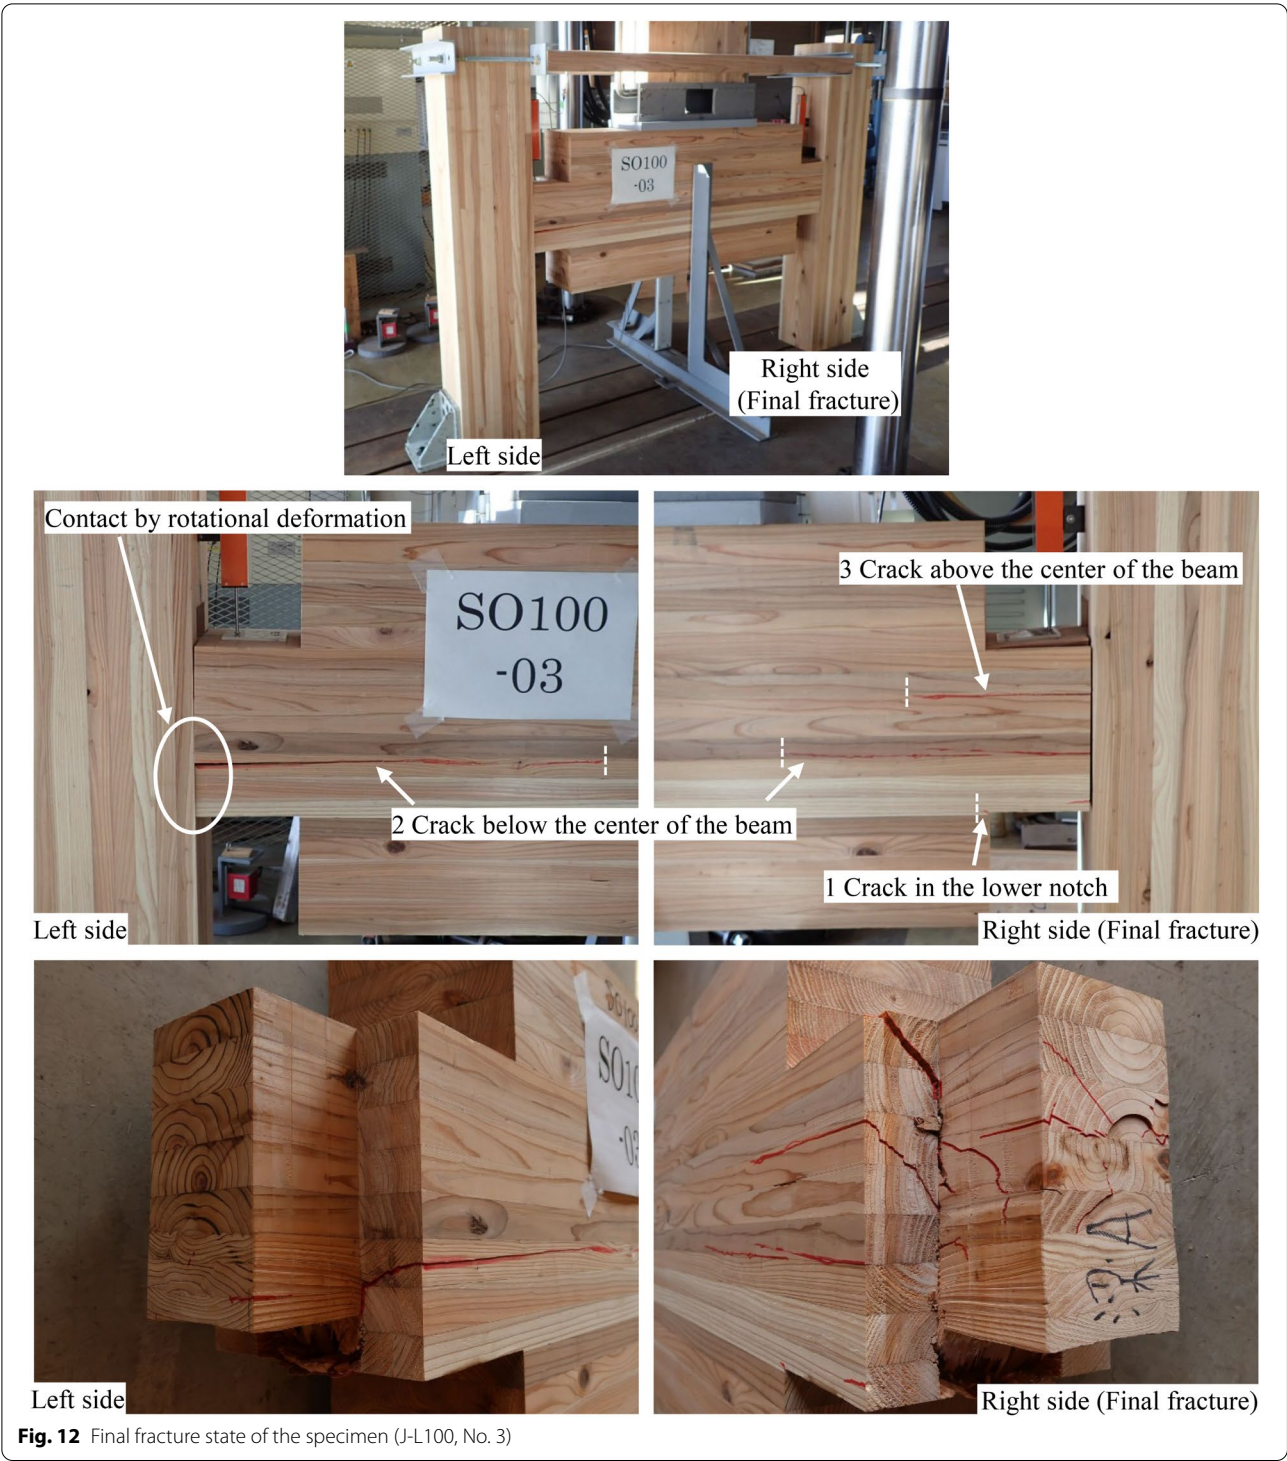 SO100
-03
Right side
(Final fracture)
Left side
Contact by rotational deformation
SO100
-03
2 Crack below the center of the beam
Left side
3 Crack above the center of the beam
1 Crack in the lower notch
Right side (Final fracture)
Left side
Right side (Final fracture)
Fig. 12 Final fracture state of the specimen (J-L100, No. 3)